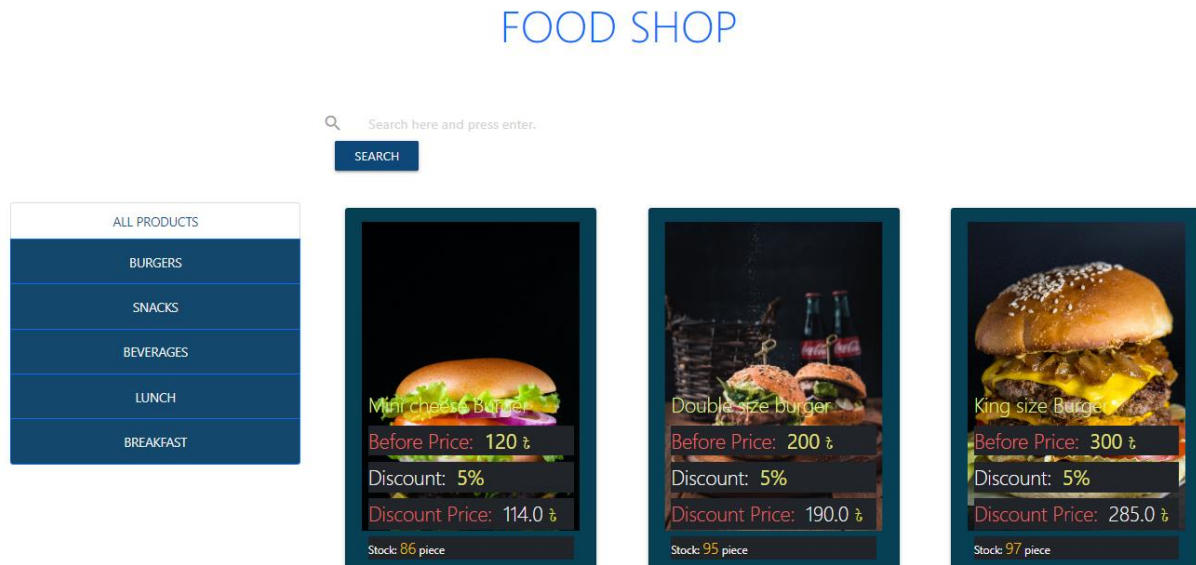 FOOD SHOP
Search here and press enter.
SEARCH
ALL PRODUCTS
BURGERS
SNACKS
BEVERAGES
LUNCH
BREAKFAST
Mini cheese Burger
Before Price: 120 ৳
Discount: 5%
Discount Price: 114.0 ৳
Stock: 86 piece
Double size burger
Before Price: 200 ৳
Discount: 5%
Discount Price: 190.0 ৳
Stock: 95 piece
King size Burger
Before Price: 300 ৳
Discount: 5%
Discount Price: 285.0 ৳
Stock: 97 piece